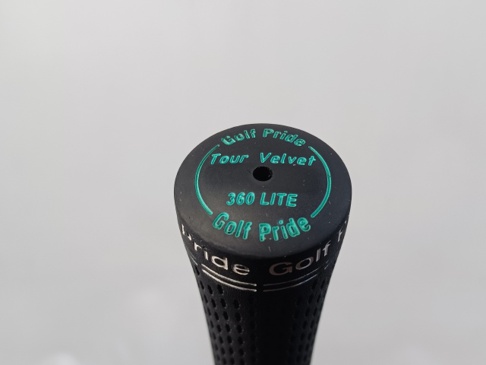 Golf Pride
Tour Velvet
360 LITE
Golf Pride
Pride Golf